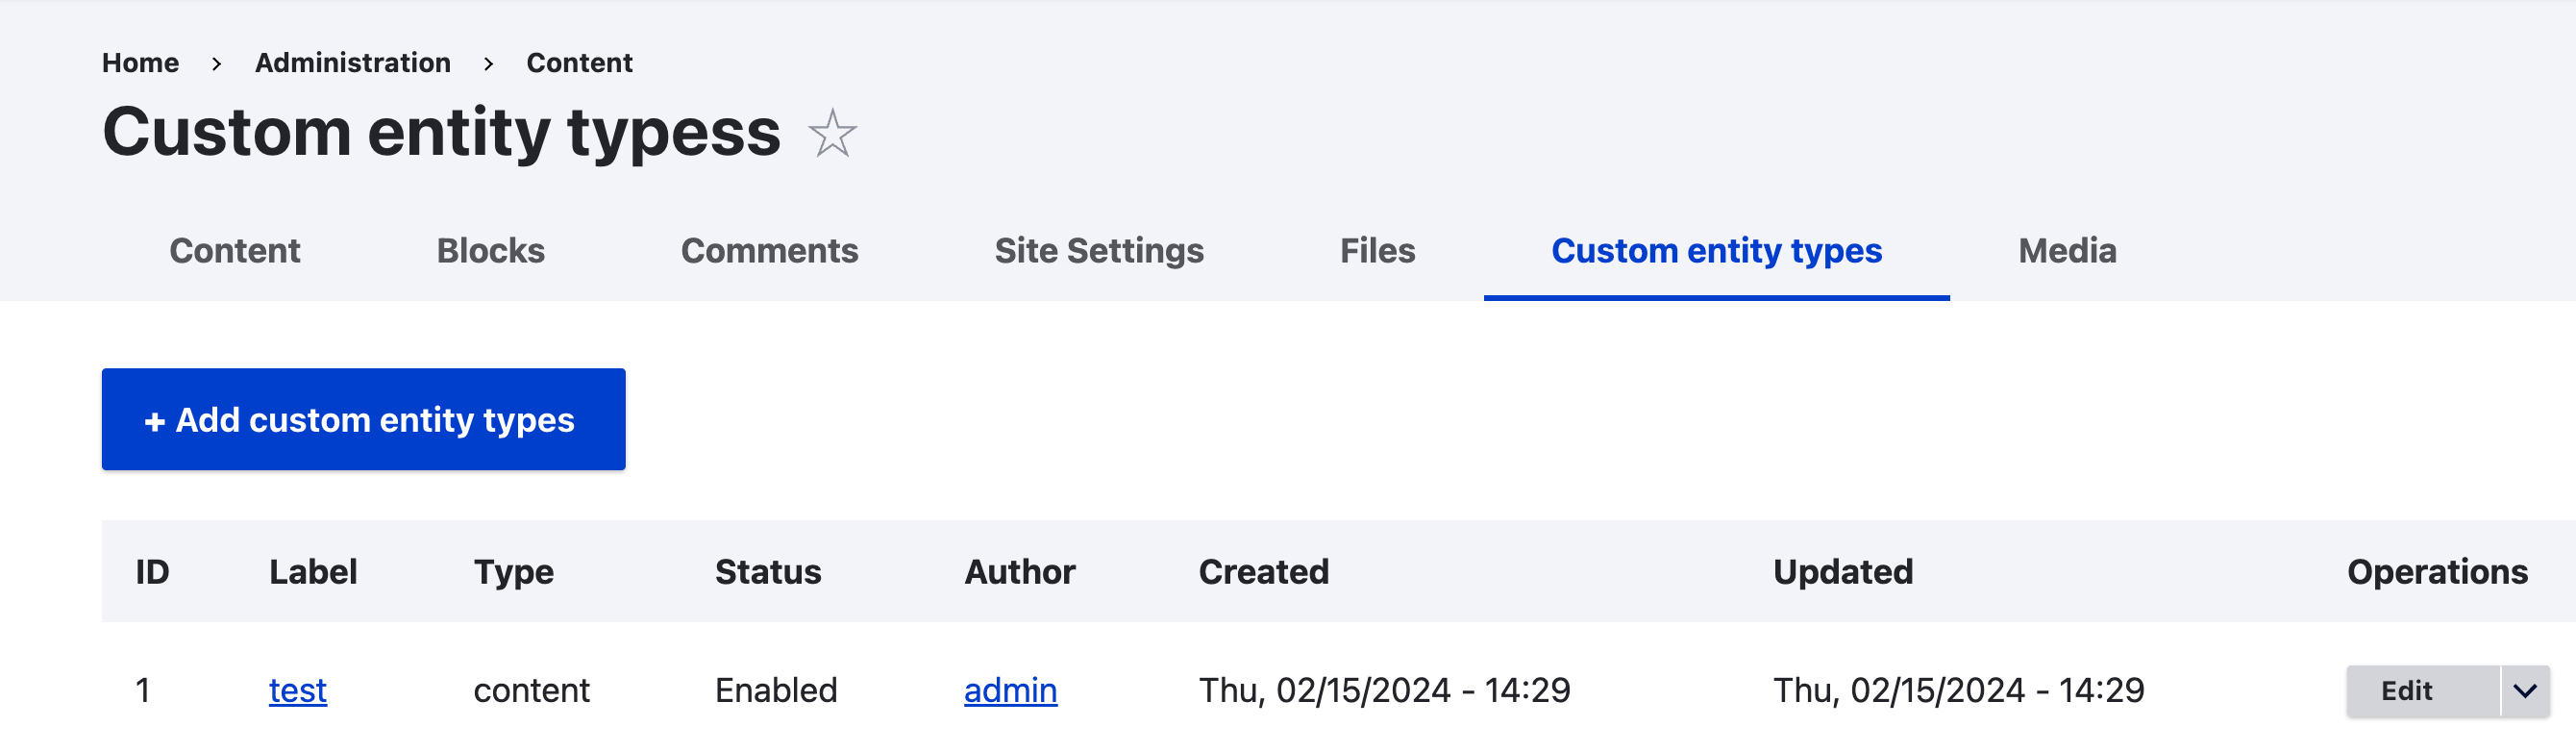 Home > Administration > Content
Custom entity typess
Content Blocks Comments Site Settings Files Custom entity types Media
+ Add custom entity types
ID Label Type Status Author Created Updated Operations
1 test content Enabled admin Thu, 02/15/2024 - 14:29 Thu, 02/15/2024 - 14:29 Edit